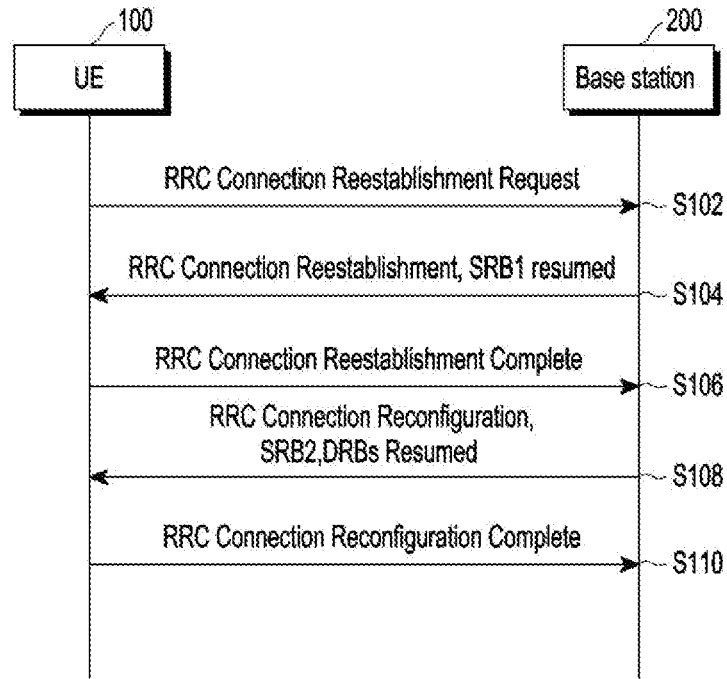 100
200
UE
Base station
RRC Connection Reestablishment Request
S102
RRC Connection Reestablishment, SRB1 resumed
S104
RRC Connection Reestablishment Complete
S106
RRC Connection Reconfiguration,
SRB2,DRBs Resumed
S108
RRC Connection Reconfiguration Complete
S110